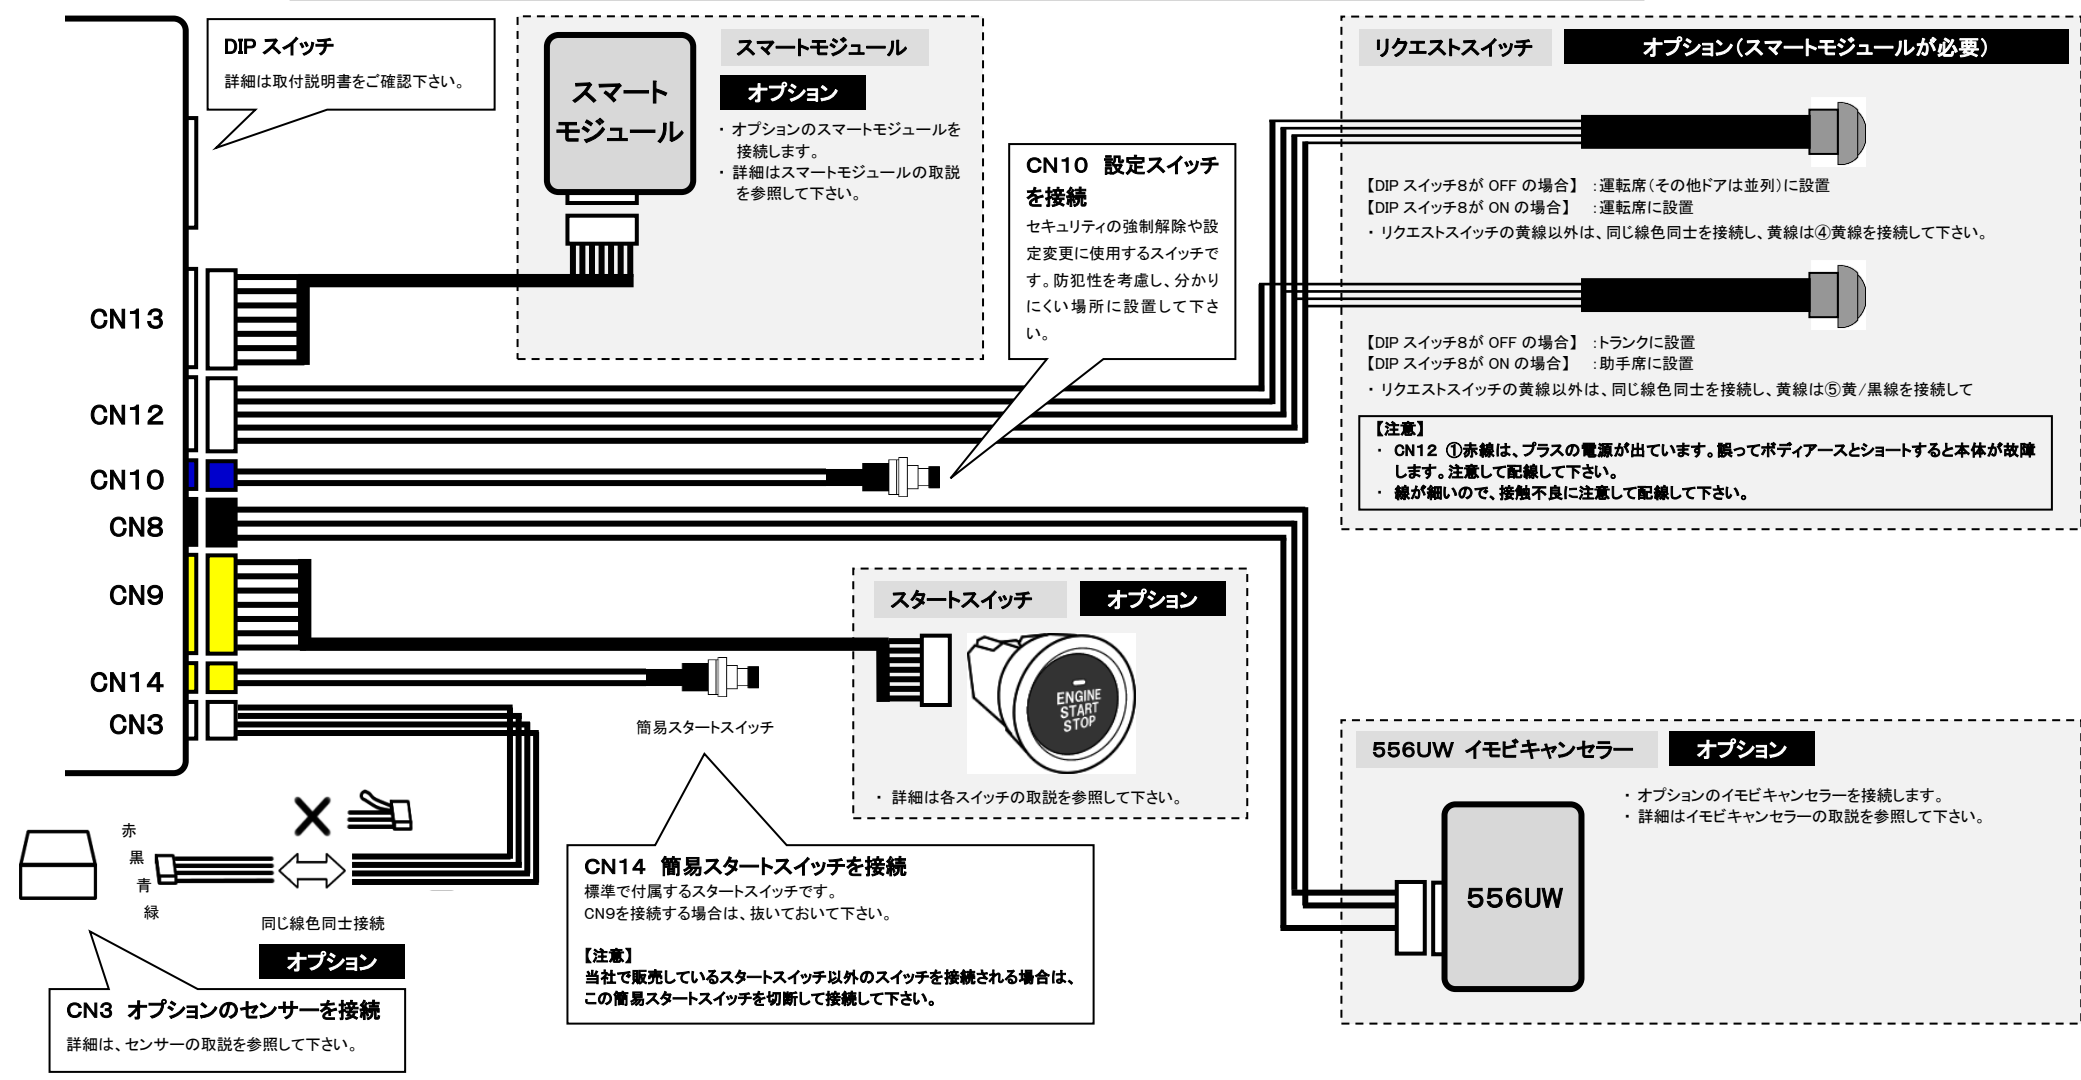 DIP スイッチ
詳細は取付説明書をご確認下さい。
スマート
モジュール
スマートモジュール
オプション
・ オプションのスマートモジュールを
接続します。
・ 詳細はスマートモジュールの取説
を参照して下さい。
CN10 設定スイッチ
を接続
セキュリティの強制解除や設
定変更に使用するスイッチで
す。防犯性を考慮し、分かり
にくい場所に設置して下さ
い。
リクエストスイッチ
オプション(スマートモジュールが必要)
【DIP スイッチ8が OFF の場合】 :運転席(その他ドアは並列)に設置
【DIP スイッチ8が ON の場合】 :運転席に設置
・ リクエストスイッチの黄線以外は、同じ線色同士を接続し、黄線は④黄線を接続して下さい。
【DIP スイッチ8が OFF の場合】 :トランクに設置
【DIP スイッチ8が ON の場合】 :助手席に設置
・ リクエストスイッチの黄線以外は、同じ線色同士を接続し、黄線は⑤黄/黒線を接続して
【注意】
・ CN12 ①赤線は、プラスの電源が出ています。誤ってボディアースとショートすると本体が故障
します。注意して配線して下さい。
・ 線が細いので、接触不良に注意して配線して下さい。
CN13
CN12
CN10
CN8
CN9
CN14
CN3
スタートスイッチ
オプション
ENGINE
START
STOP
・ 詳細は各スイッチの取説を参照して下さい。
簡易スタートスイッチ
CN14 簡易スタートスイッチを接続
標準で付属するスタートスイッチです。
CN9を接続する場合は、抜いておいて下さい。
【注意】
当社で販売しているスタートスイッチ以外のスイッチを接続される場合は、
この簡易スタートスイッチを切断して接続して下さい。
556UW イモビキャンセラー
オプション
・ オプションのイモビキャンセラーを接続します。
・ 詳細はイモビキャンセラーの取説を参照して下さい。
556UW
赤
黒
青
緑
同じ線色同士接続
オプション
CN3 オプションのセンサーを接続
詳細は、センサーの取説を参照して下さい。